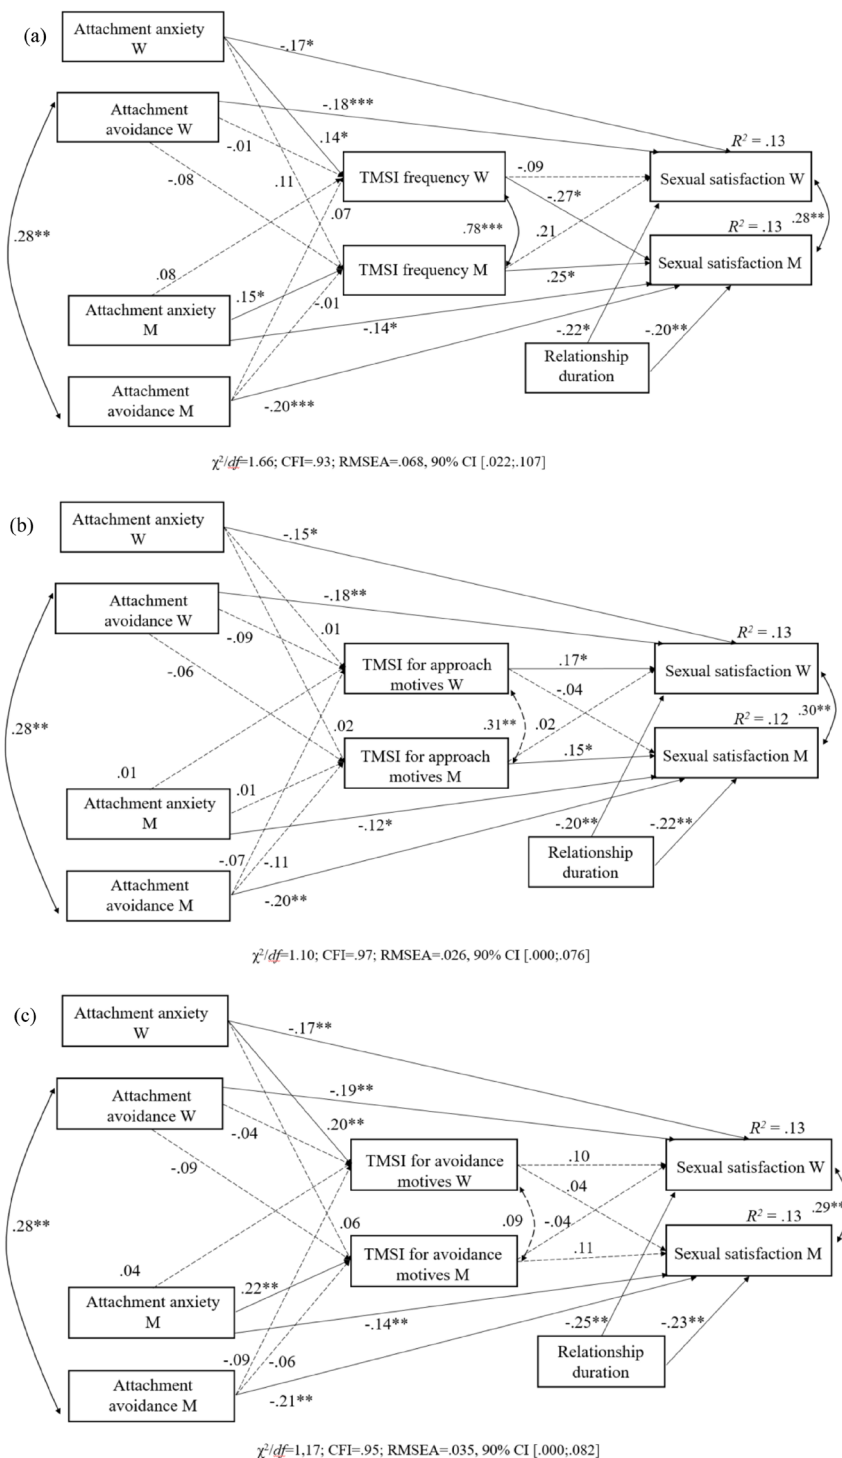 (a)
Attachment anxiety
W
-.17*
Attachment
avoidance W
-.18***
-.01
.14*
R² = .13
-.08
.11
TMSI frequency W
-.09
Sexual satisfaction W
-.27*
.07
.28**
.78***
.21
.28**
R² = .13
TMSI frequency M
Sexual satisfaction M
.08
.25*
.15*
-.01
Attachment anxiety
M
-.14*
-.22*
-.20**
Relationship
duration
Attachment
avoidance M
-.20***
χ²/df=1.66; CFI=.93; RMSEA=.068, 90% CI [.022;.107]
(b)
Attachment anxiety
W
-.15*
Attachment
avoidance W
-.18**
-.09
.01
R² = .13
-.06
TMSI for approach
motives W
.17*
Sexual satisfaction W
-.04
.28**
.02
.31**
.02
.30**
R² = .12
TMSI for approach
motives M
.15*
Sexual satisfaction M
.01
.01
Attachment anxiety
M
-.12*
-.20**
-.22**
Relationship
duration
-.07
-.11
Attachment
avoidance M
-.20**
χ²/df=1.10; CFI=.97; RMSEA=.026, 90% CI [.000;.076]
(c)
Attachment anxiety
W
-.17**
Attachment
avoidance W
-.19**
-.04
.20**
R² = .13
-.09
TMSI for avoidance
motives W
.10
Sexual satisfaction W
.04
.28**
.06
.09
-.04
.29**
R² = .13
TMSI for avoidance
motives M
.11
Sexual satisfaction M
.04
.22**
Attachment anxiety
M
-.14**
-.25**
-.23**
Relationship
duration
-.09
-.06
Attachment
avoidance M
-.21**
χ²/df=1,17; CFI=.95; RMSEA=.035, 90% CI [.000;.082]